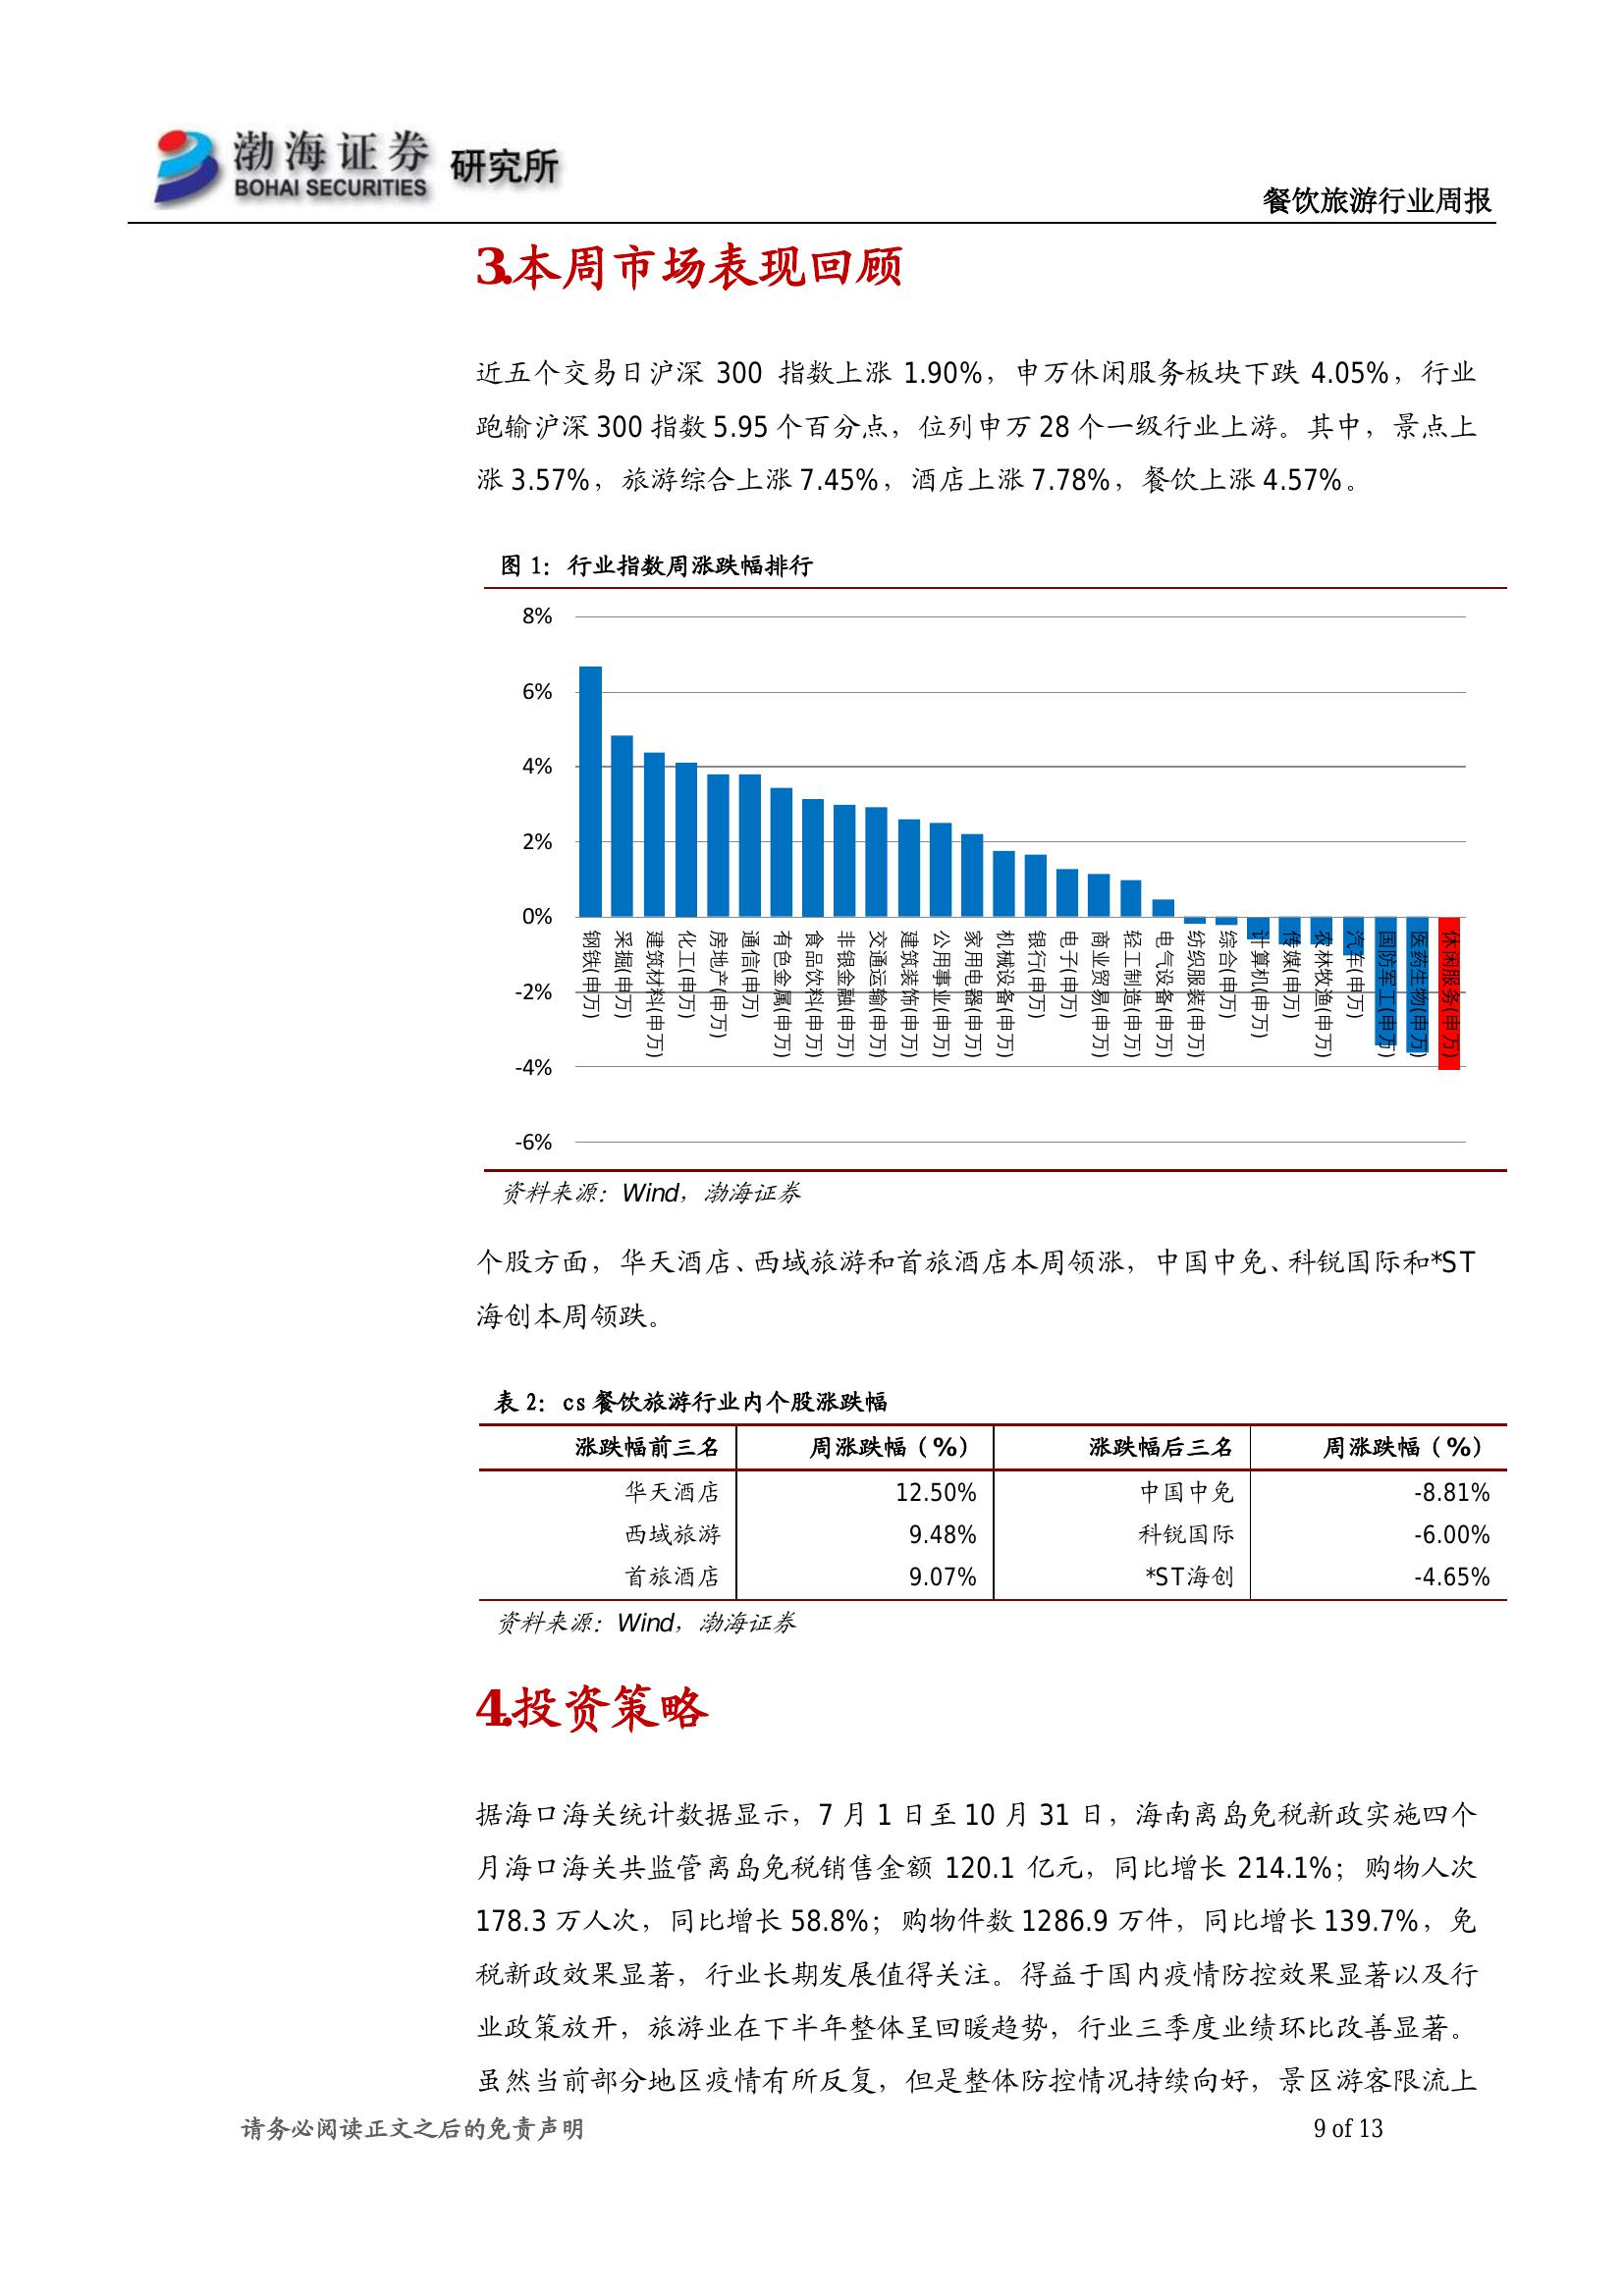 渤海证券 研究所
BOHAI SECURITIES
餐饮旅游行业周报
3.本周市场表现回顾
近五个交易日沪深 300 指数上涨 1.90%，申万休闲服务板块下跌 4.05%，行业
跑输沪深 300 指数 5.95 个百分点，位列申万 28 个一级行业上游。其中，景点上
涨 3.57%，旅游综合上涨 7.45%，酒店上涨 7.78%，餐饮上涨 4.57%。
图 1：行业指数周涨跌幅排行
8%
6%
4%
2%
0%
-2%
-4%
-6%
钢铁(申万)
采掘(申万)
建筑材料(申万)
化工(申万)
房地产(申万)
通信(申万)
有色金属(申万)
食品饮料(申万)
非银金融(申万)
交通运输(申万)
建筑装饰(申万)
公用事业(申万)
家用电器(申万)
机械设备(申万)
银行(申万)
电子(申万)
商业贸易(申万)
轻工制造(申万)
电气设备(申万)
纺织服装(申万)
综合(申万)
计算机(申万)
传媒(申万)
农林牧渔(申万)
汽车(申万)
国防军工(申万)
医药生物(申万)
休闲服务(申万)
资料来源：Wind，渤海证券
个股方面，华天酒店、西域旅游和首旅酒店本周领涨，中国中免、科锐国际和*ST
海创本周领跌。
表 2：cs 餐饮旅游行业内个股涨跌幅
涨跌幅前三名 周涨跌幅（%） 涨跌幅后三名 周涨跌幅（%）
华天酒店 12.50% 中国中免 -8.81%
西域旅游 9.48% 科锐国际 -6.00%
首旅酒店 9.07% *ST海创 -4.65%
资料来源：Wind，渤海证券
4.投资策略
据海口海关统计数据显示，7 月 1 日至 10 月 31 日，海南离岛免税新政实施四个
月海口海关共监管离岛免税销售金额 120.1 亿元，同比增长 214.1%；购物人次
178.3 万人次，同比增长 58.8%；购物件数 1286.9 万件，同比增长 139.7%，免
税新政效果显著，行业长期发展值得关注。得益于国内疫情防控效果显著以及行
业政策放开，旅游业在下半年整体呈回暖趋势，行业三季度业绩环比改善显著。
虽然当前部分地区疫情有所反复，但是整体防控情况持续向好，景区游客限流上
请务必阅读正文之后的免责声明
9 of 13